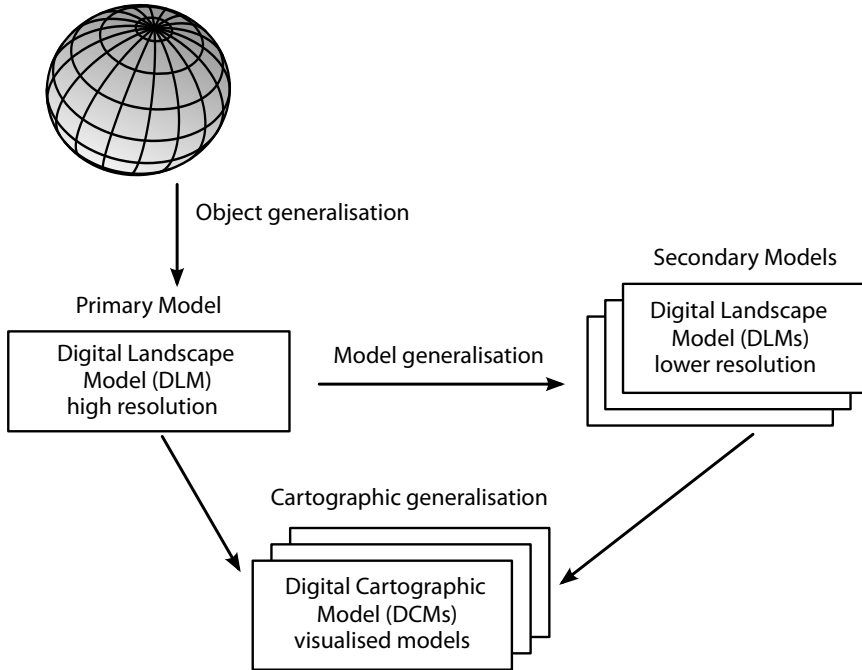 Object generalisation
Primary Model
Digital Landscape
Model (DLM)
high resolution
Model generalisation
Secondary Models
Digital Landscape
Model (DLMs)
lower resolution
Cartographic generalisation
Digital Cartographic
Model (DCMs)
visualised models